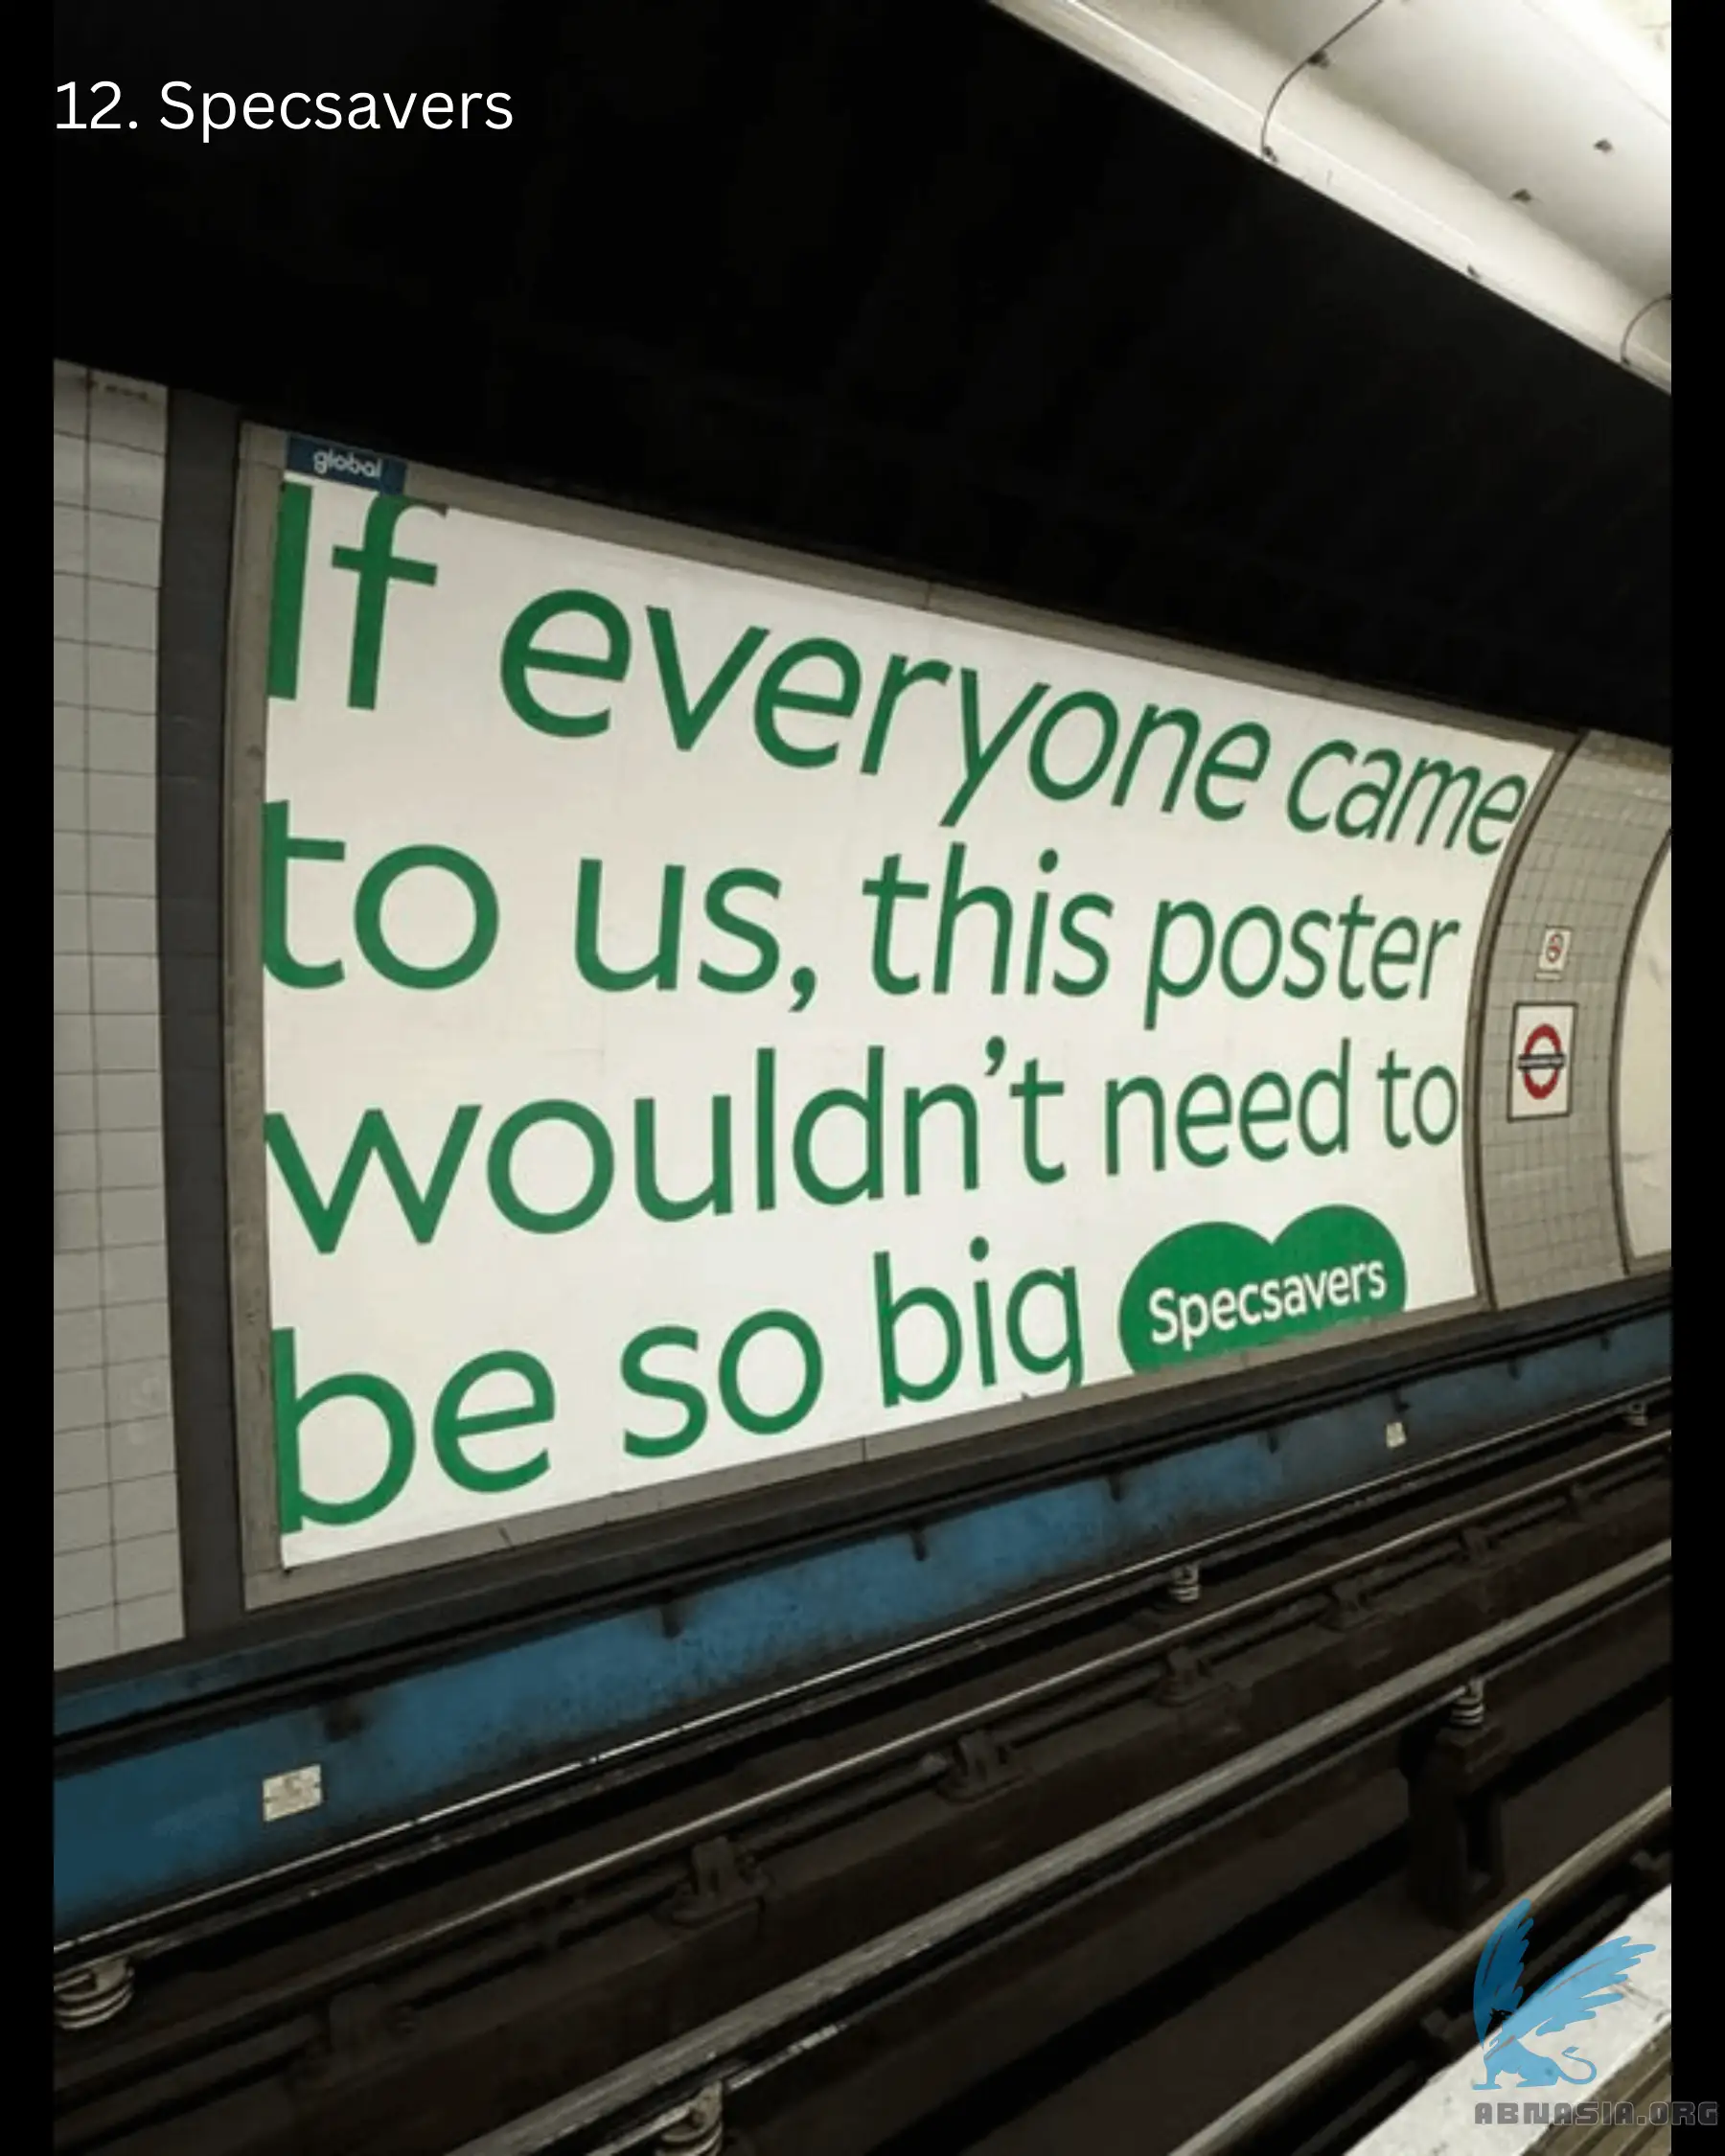 12. Specsavers
global
If everyone came
to us, this poster
wouldn't need to
be so big
Specsavers
ABNASIA.ORG